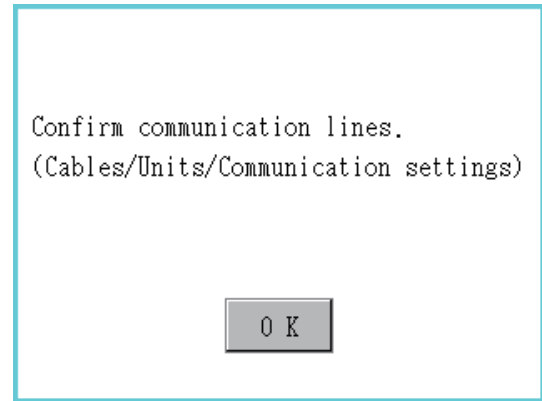 Confirm communication lines.
(Cables/Units/Communication settings)
O K